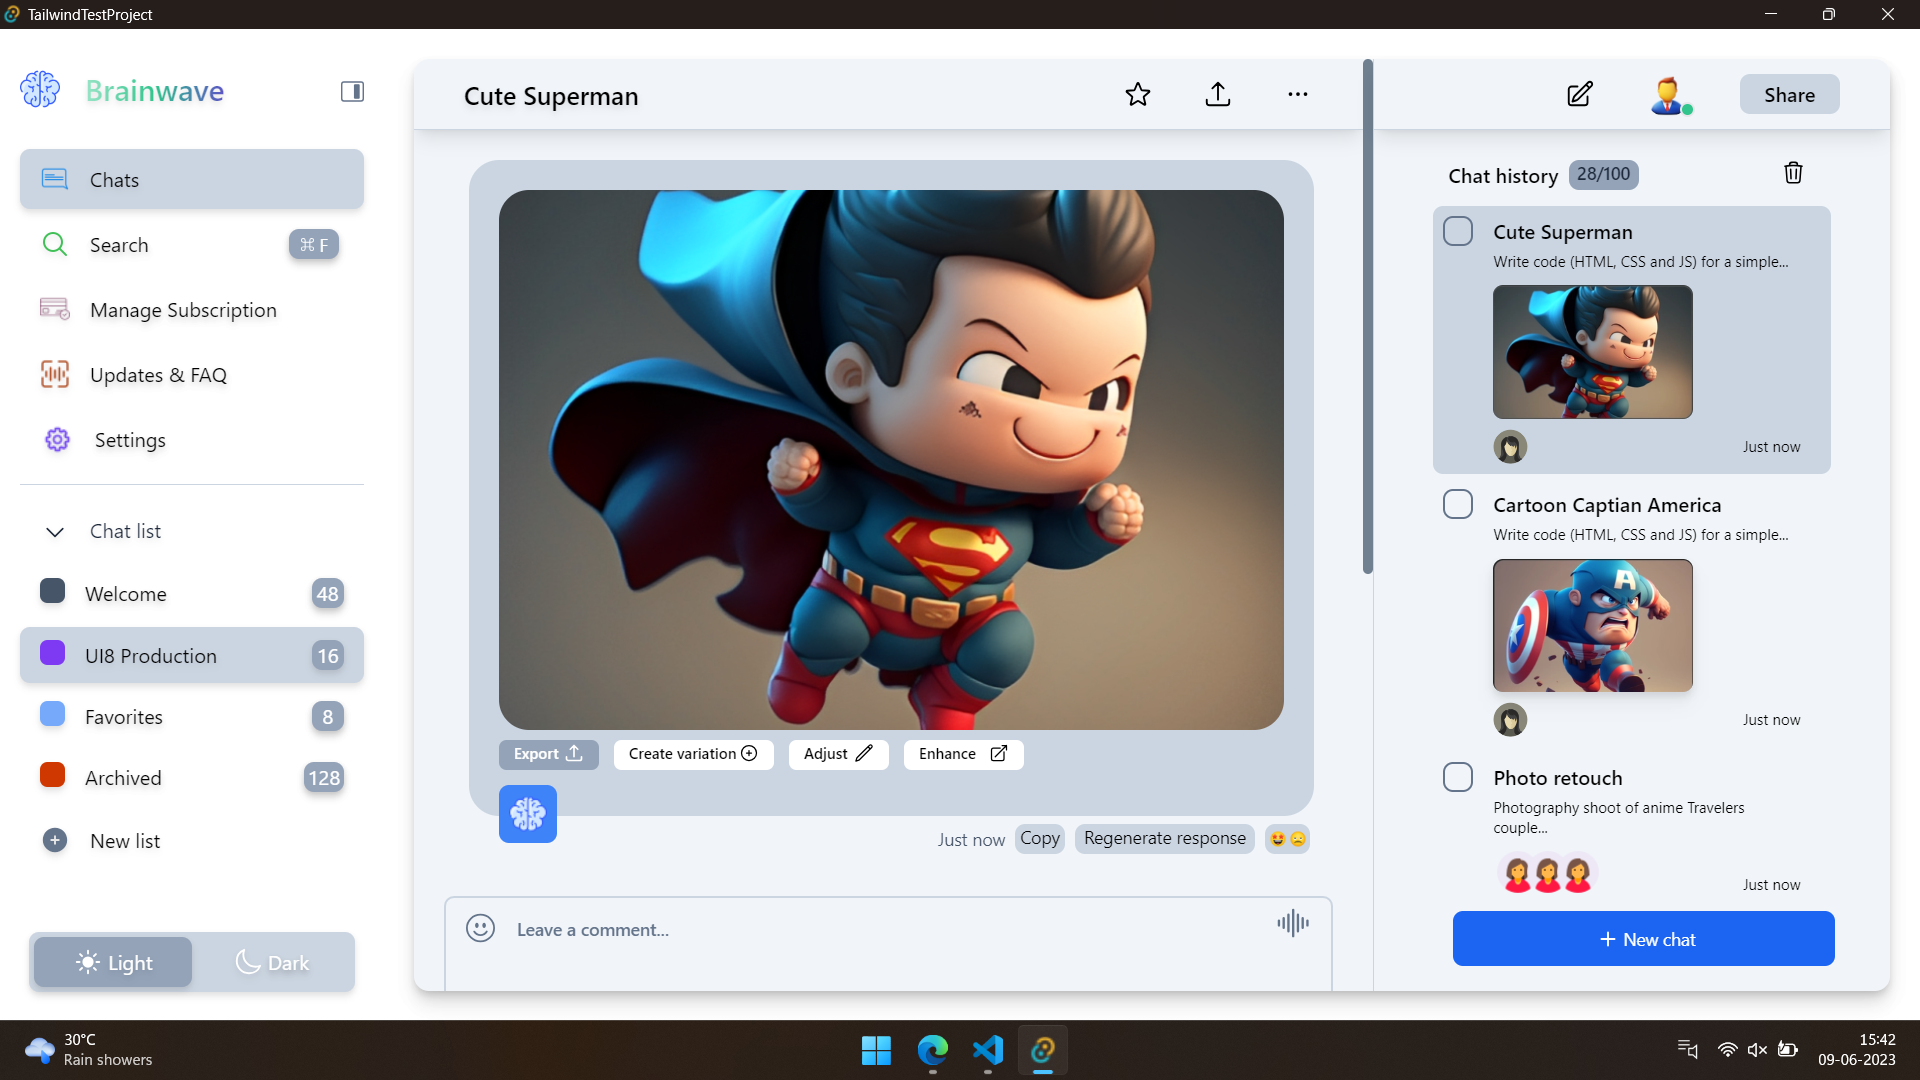 TailwindTestProject
Brainwave
Chats
Search
⌘ F
Manage Subscription
Updates & FAQ
Settings
Chat list
Welcome
48
UI8 Production
16
Favorites
8
Archived
128
New list
Light
Dark
Cute Superman
Export
Create variation
Adjust
Enhance
Just now
Copy
Regenerate response
Leave a comment...
Share
Chat history
28/100
Cute Superman
Write code (HTML, CSS and JS) for a simple...
Just now
Cartoon Captian America
Write code (HTML, CSS and JS) for a simple...
A
Just now
Photo retouch
Photography shoot of anime Travelers
couple...
Just now
New chat
30°C
Rain showers
15:42
09-06-2023